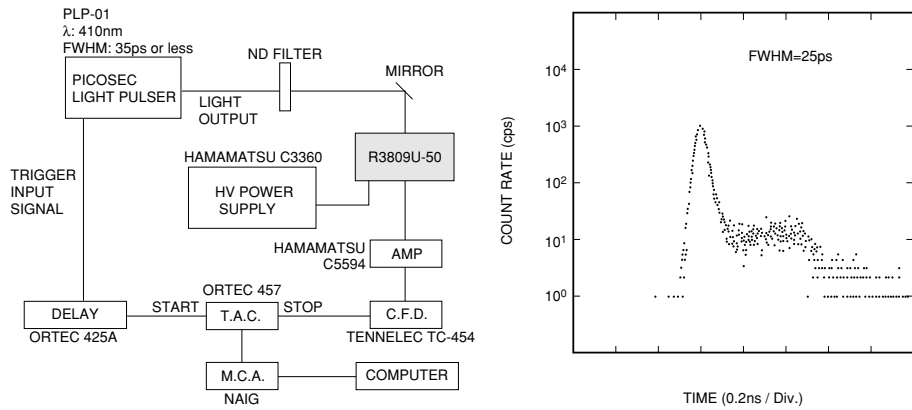 PLP-01
λ: 410nm
FWHM: 35ps or less
PICOSEC
LIGHT PULSER
ND FILTER
MIRROR
LIGHT
OUTPUT
TRIGGER
INPUT
SIGNAL
HAMAMATSU C3360
R3809U-50
HV POWER
SUPPLY
HAMAMATSU
C5594
AMP
ORTEC 457
START
STOP
DELAY
T.A.C.
C.F.D.
ORTEC 425A
TENNELEC TC-454
M.C.A.
COMPUTER
NAIG
FWHM=25ps
10⁴
10³
10²
10¹
10⁰
COUNT RATE (cps)
TIME (0.2ns / Div.)